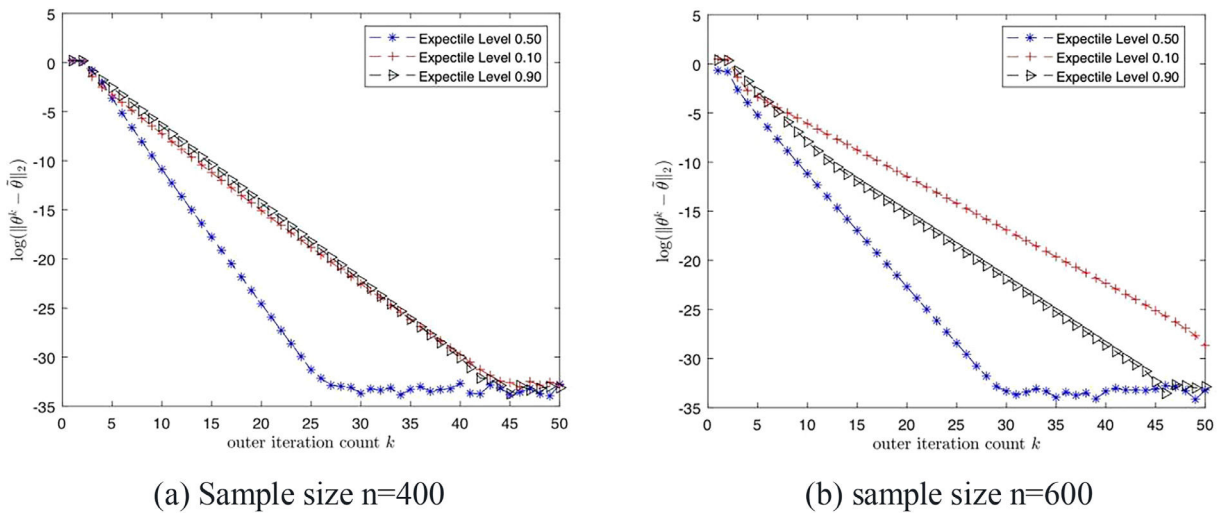 5
0
-5
-10
-15
-20
-25
-30
-35
log(‖θ^k − θ̄‖₂)
Expectile Level 0.50
Expectile Level 0.10
Expectile Level 0.90
0 5 10 15 20 25 30 35 40 45 50
outer iteration count k
(a) Sample size n=400
5
0
-5
-10
-15
-20
-25
-30
-35
log(‖θ^k − θ̄‖₂)
Expectile Level 0.50
Expectile Level 0.10
Expectile Level 0.90
0 5 10 15 20 25 30 35 40 45 50
outer iteration count k
(b) sample size n=600